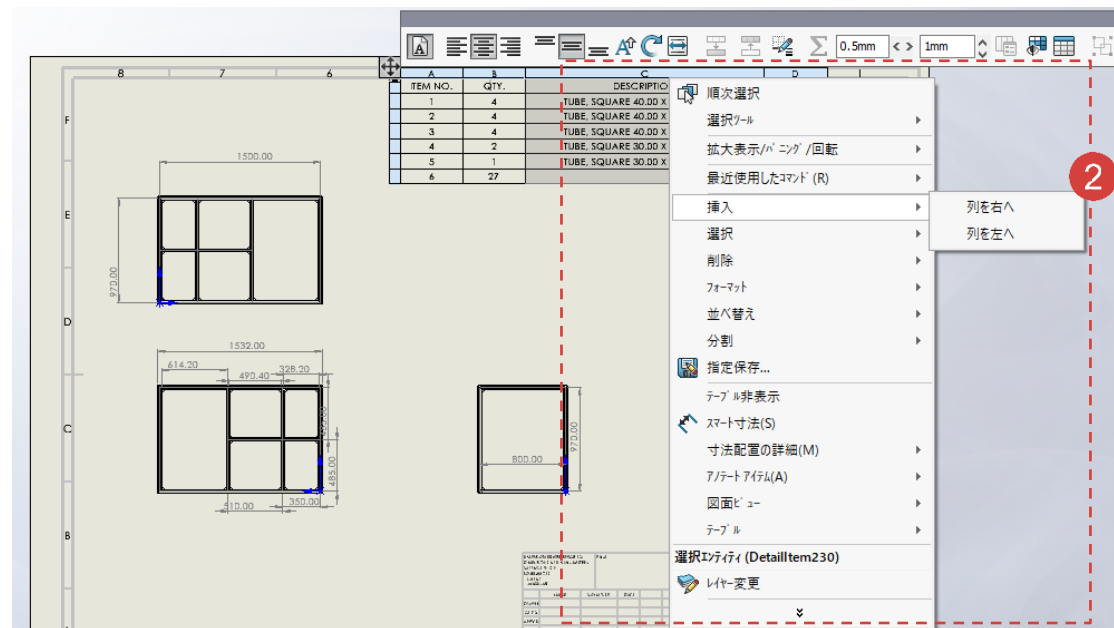 0.5mm
1mm
8 7 6
A B C D
ITEM NO. QTY. DESCRIPTIO
1 4 TUBE, SQUARE 40.00 X
2 4 TUBE, SQUARE 40.00 X
3 4 TUBE, SQUARE 40.00 X
4 2 TUBE, SQUARE 30.00 X
5 1 TUBE, SQUARE 30.00 X
6 27
F
E
D
C
B
1500.00
970.00
1532.00
614.20
490.40
328.20
485.00
510.00
350.00
800.00
970.00
順次選択
選択ツール
拡大表示/パニング/回転
最近使用したコマンド(R)
挿入
選択
削除
フォーマット
並べ替え
分割
指定保存...
テーブル非表示
スマート寸法(S)
寸法配置の詳細(M)
アノテート アイテム(A)
図面ビュー
テーブル
選択エンティティ (DetailItem230)
レイヤー変更
2
列を右へ
列を左へ